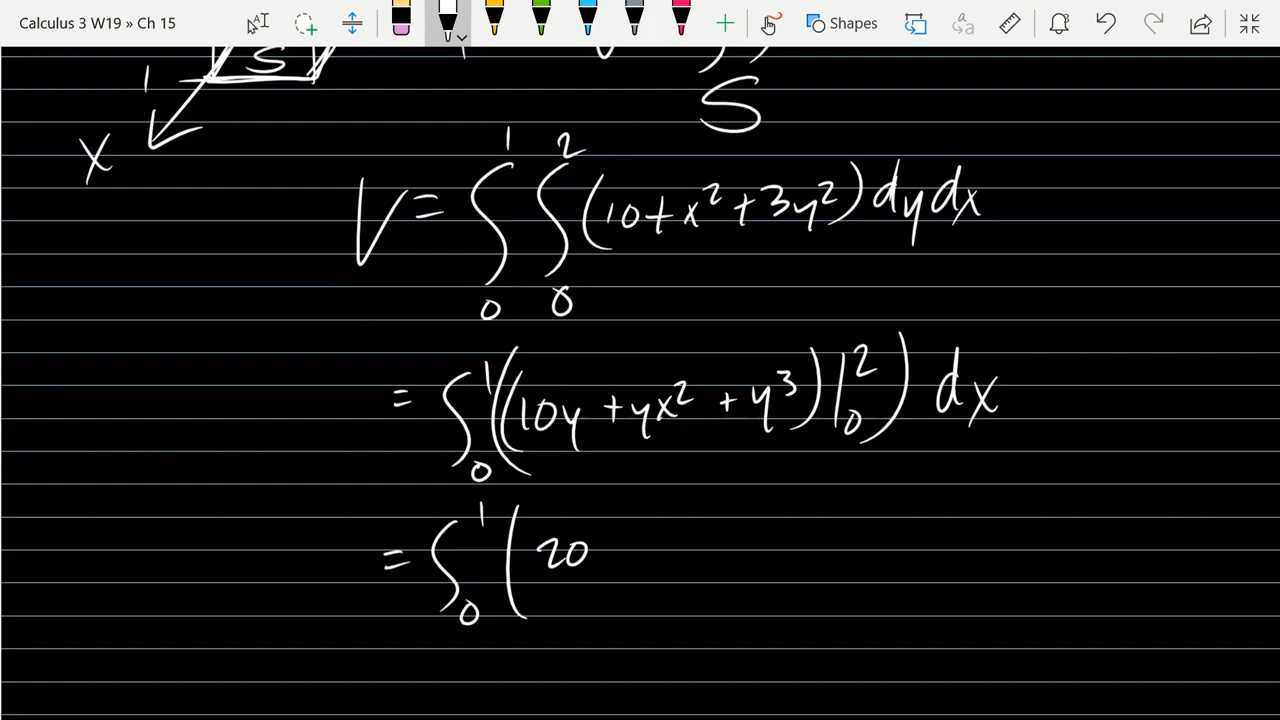 Calculus 3 W19 » Ch 15
Shapes
1 S
S
X
V = ∫₀¹ ∫₀² (10 + x² + 3y²) dy dx
= ∫₀¹ ((10y + yx² + y³)|₀²) dx
= ∫₀¹ (20